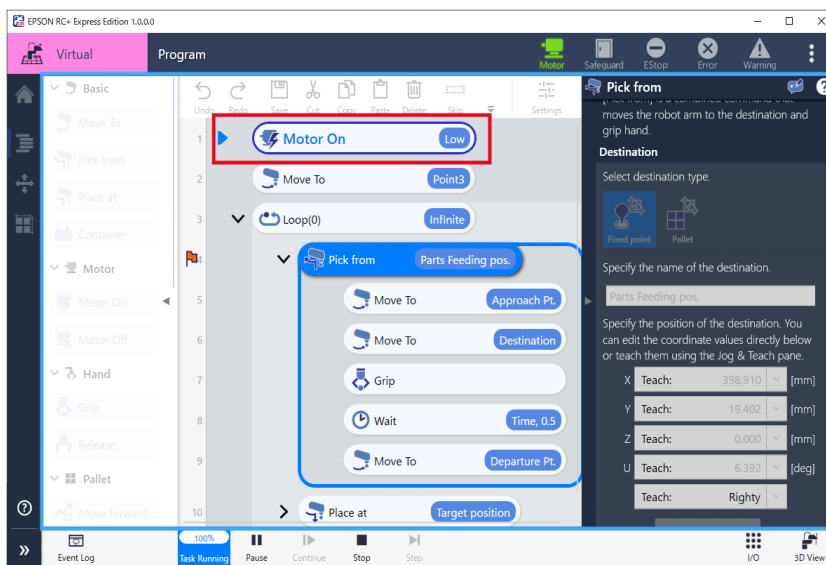 EPSON RC+ Express Edition 1.0.0.0
Virtual
Program
Motor
Safeguard
EStop
Error
Warning
Basic
Move To
Pick from
Place at
Container
Motor
Motor On
Motor Off
Hand
Grip
Release
Pallet
Move forward
Undo
Redo
Save
Cut
Copy
Paste
Delete
Skip
Settings
1 Motor On Low
2 Move To Point3
3 Loop(0) Infinite
4 Pick from Parts Feeding pos.
5 Move To Approach Pt.
6 Move To Destination
7 Grip
8 Wait Time, 0.5
9 Move To Departure Pt.
10 Place at Target position
Pick from
[Pick from] is a combined command that
moves the robot arm to the destination and
grip hand.
Destination
Select destination type.
Fixed point
Pallet
Specify the name of the destination.
Parts Feeding pos.
Specify the position of the destination. You
can edit the coordinate values directly below
or teach them using the Jog & Teach pane.
X Teach: 398.910 [mm]
Y Teach: 19.402 [mm]
Z Teach: 0.000 [mm]
U Teach: 6.392 [deg]
Teach: Righty
Event Log
100%
Task Running
Pause
Continue
Stop
Step
I/O
3D View